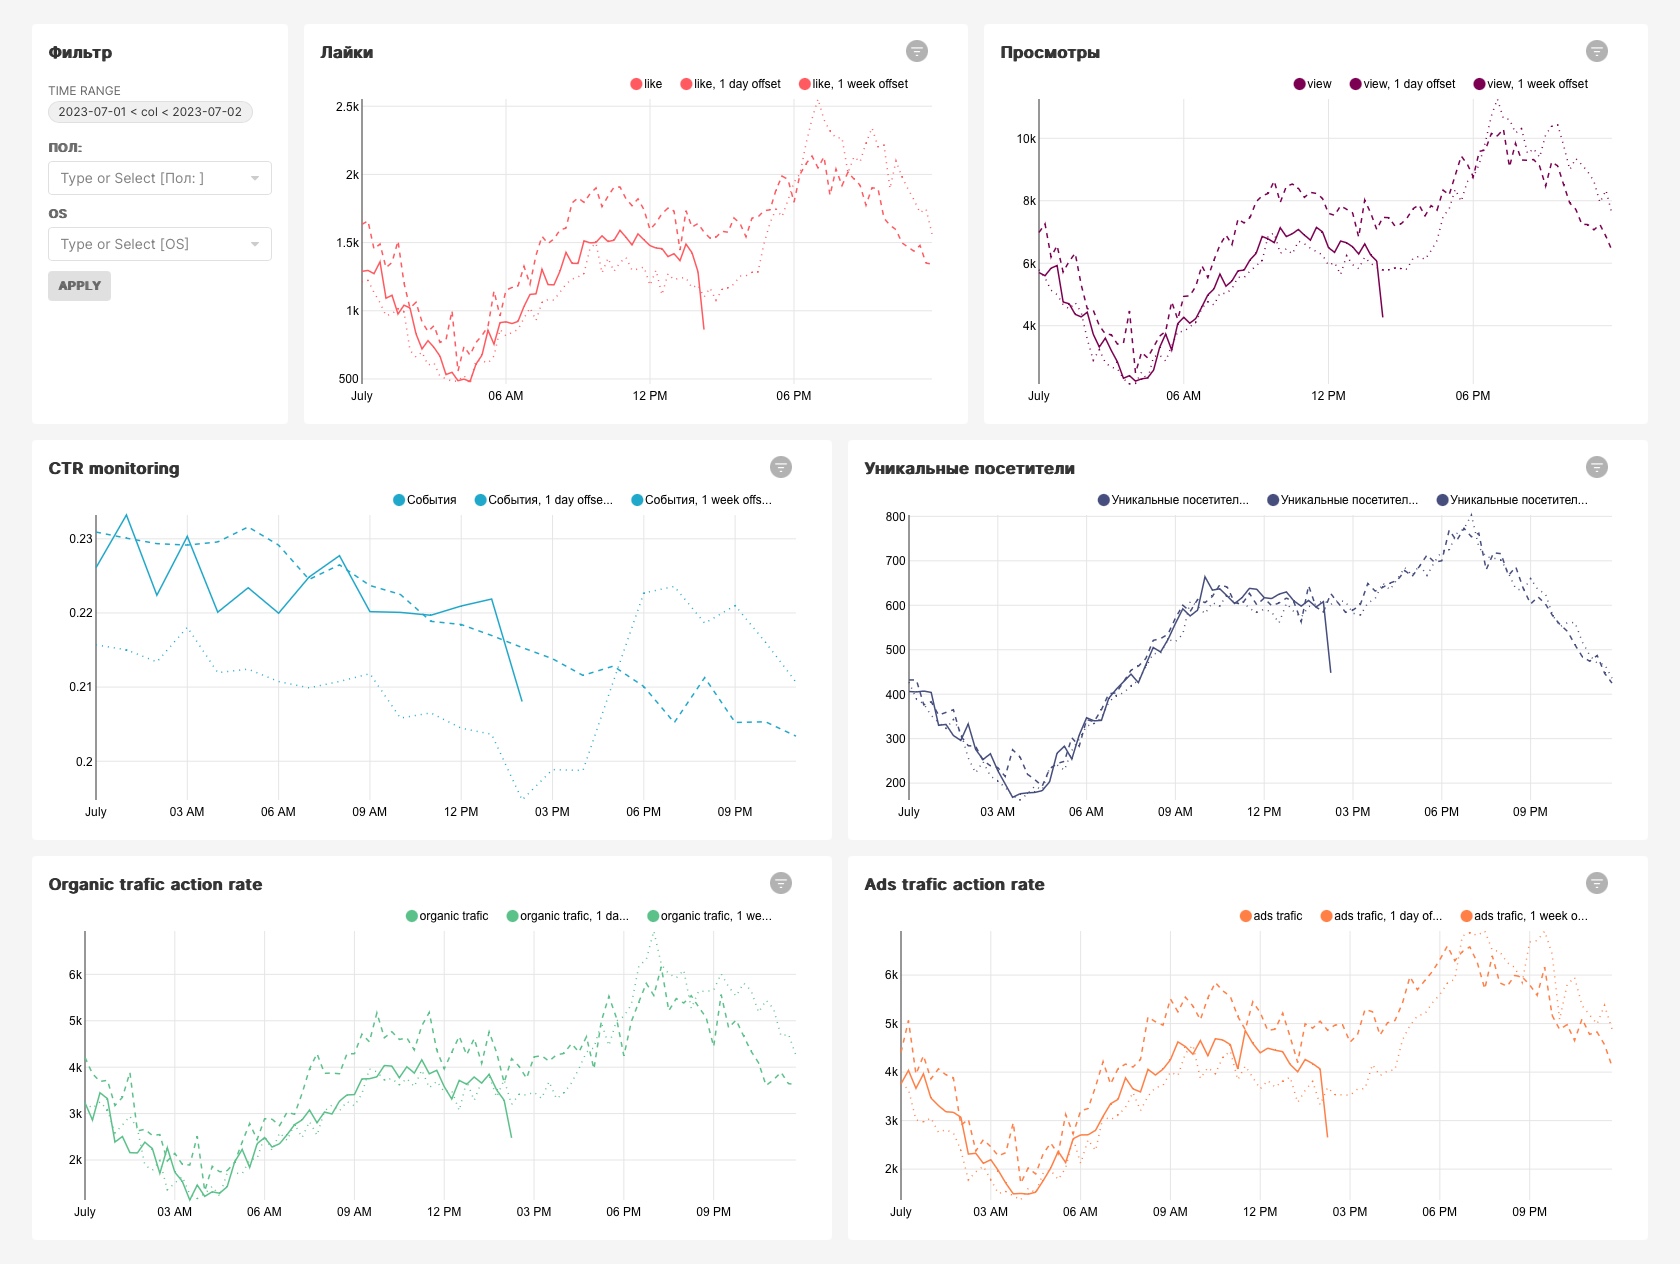 Фильтр
TIME RANGE
2023-07-01 < col < 2023-07-02
ПОЛ:
Type or Select [Пол: ]
OS
Type or Select [OS]
APPLY
Лайки
like
like, 1 day offset
like, 1 week offset
2.5k
2k
1.5k
1k
500
July
06 AM
12 PM
06 PM
Просмотры
view
view, 1 day offset
view, 1 week offset
10k
8k
6k
4k
July
06 AM
12 PM
06 PM
CTR monitoring
События
События, 1 day offse...
События, 1 week offs...
0.23
0.22
0.21
0.2
July
03 AM
06 AM
09 AM
12 PM
03 PM
06 PM
09 PM
Уникальные посетители
Уникальные посетител...
Уникальные посетител...
Уникальные посетител...
800
700
600
500
400
300
200
July
03 AM
06 AM
09 AM
12 PM
03 PM
06 PM
09 PM
Organic trafic action rate
organic trafic
organic trafic, 1 da...
organic trafic, 1 we...
6k
5k
4k
3k
2k
July
03 AM
06 AM
09 AM
12 PM
03 PM
06 PM
09 PM
Ads trafic action rate
ads trafic
ads trafic, 1 day of...
ads trafic, 1 week o...
6k
5k
4k
3k
2k
July
03 AM
06 AM
09 AM
12 PM
03 PM
06 PM
09 PM